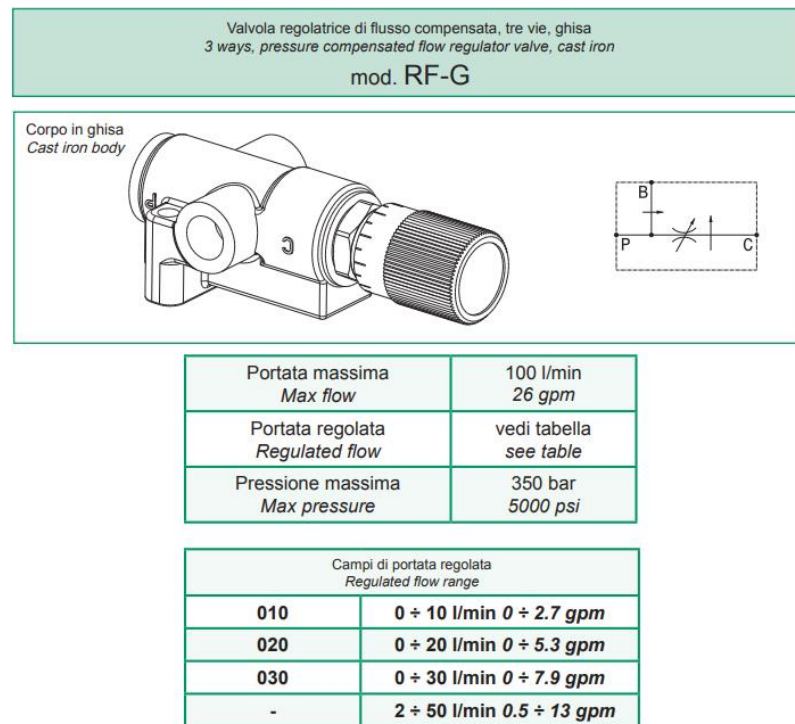 Valvola regolatrice di flusso compensata, tre vie, ghisa
3 ways, pressure compensated flow regulator valve, cast iron
mod. RF-G
Corpo in ghisa
Cast iron body
P
C
B
P
C
Portata massima
Max flow
100 l/min
26 gpm
Portata regolata
Regulated flow
vedi tabella
see table
Pressione massima
Max pressure
350 bar
5000 psi
Campi di portata regolata
Regulated flow range
010
0 ÷ 10 l/min 0 ÷ 2.7 gpm
020
0 ÷ 20 l/min 0 ÷ 5.3 gpm
030
0 ÷ 30 l/min 0 ÷ 7.9 gpm
-
2 ÷ 50 l/min 0.5 ÷ 13 gpm